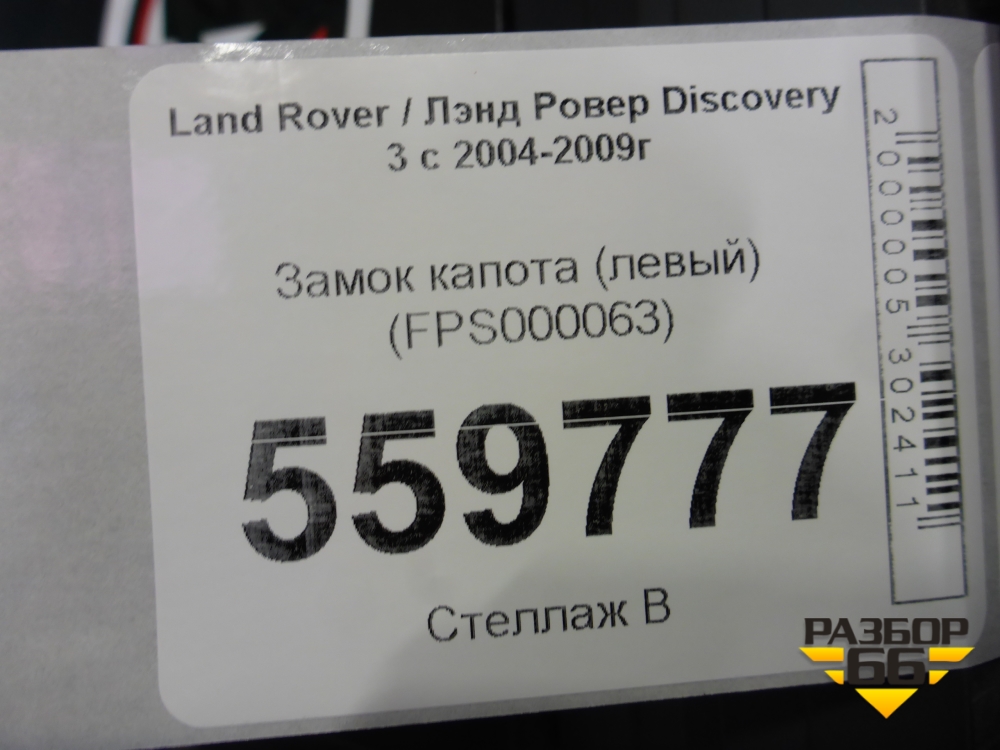 Land Rover / Лэнд Ровер Discovery
3 с 2004-2009г
Замок капота (левый)
(FPS000063)
559777
Стеллаж В
2000005302411
РАЗБОР
66